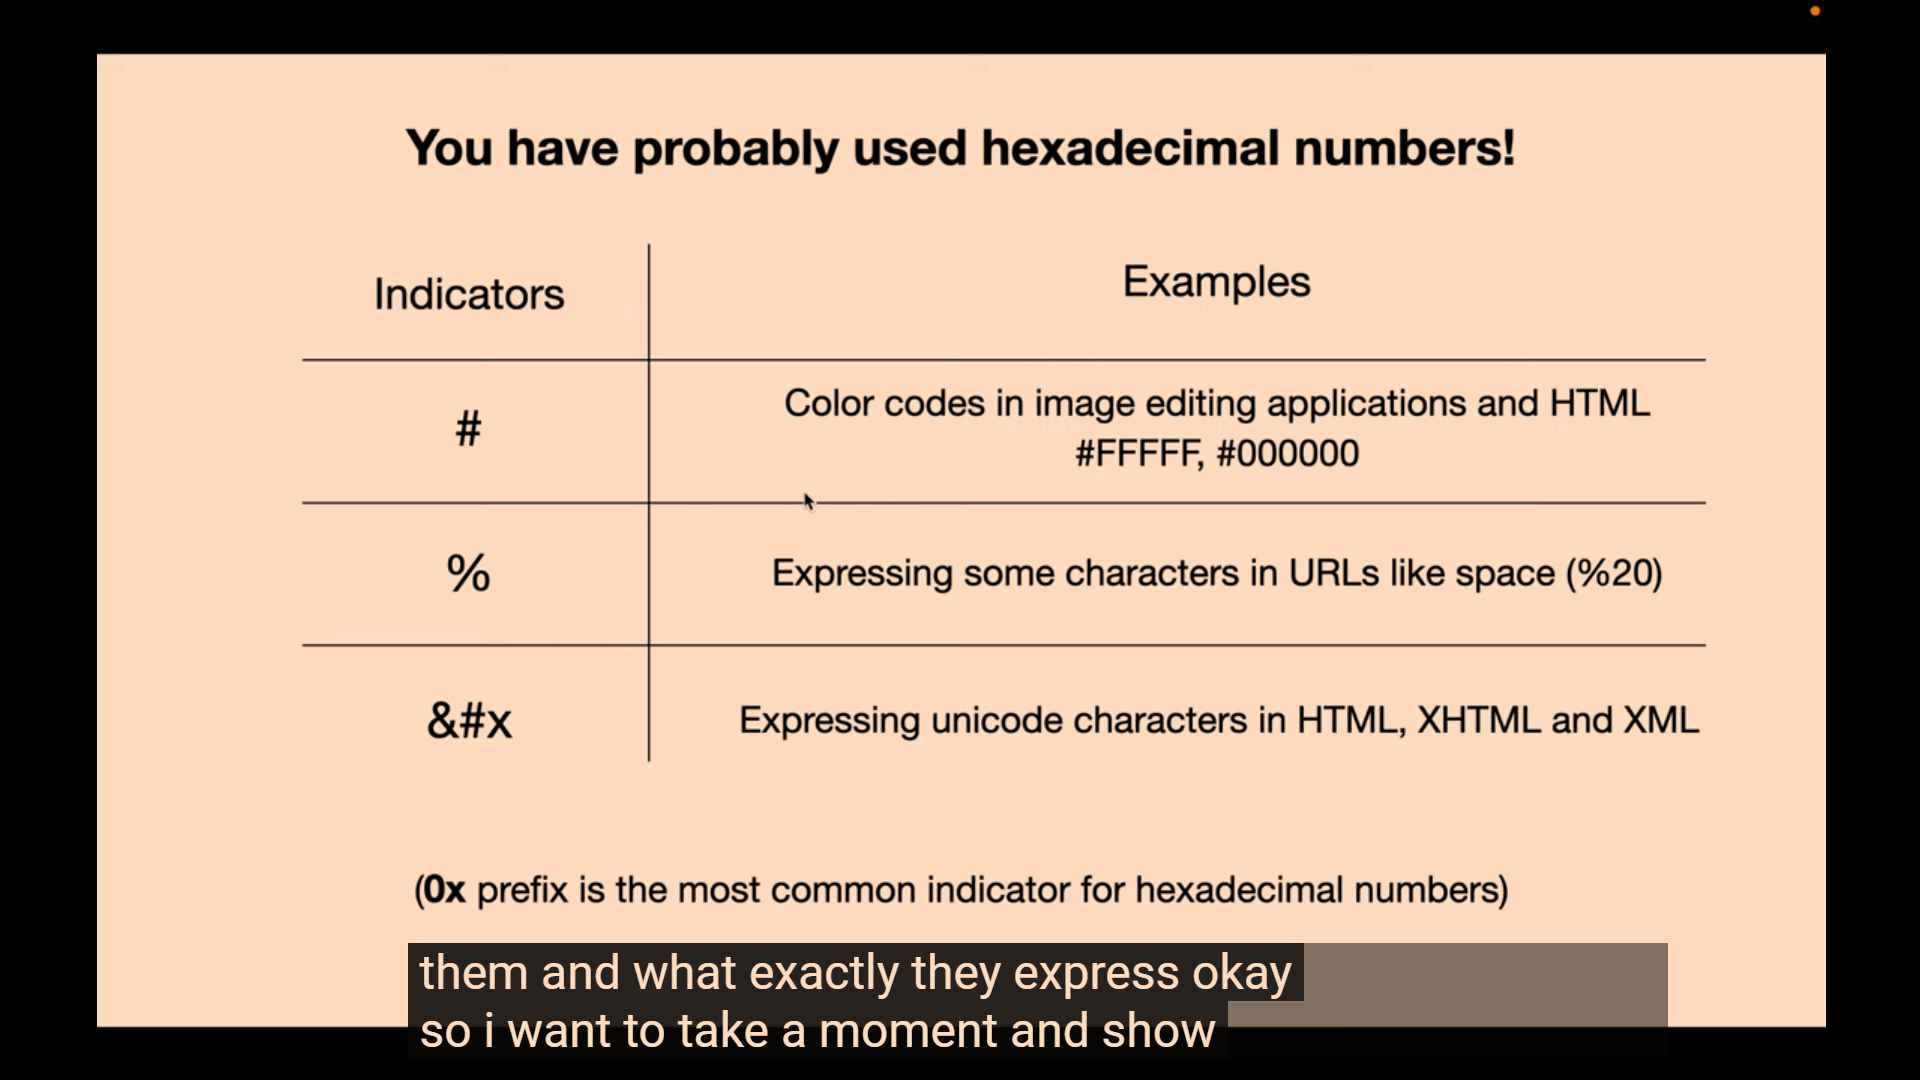 You have probably used hexadecimal numbers!
Indicators
Examples
#
Color codes in image editing applications and HTML
#FFFFF, #000000
%
Expressing some characters in URLs like space (%20)
&#x
Expressing unicode characters in HTML, XHTML and XML
(0x prefix is the most common indicator for hexadecimal numbers)
them and what exactly they express okay
so i want to take a moment and show